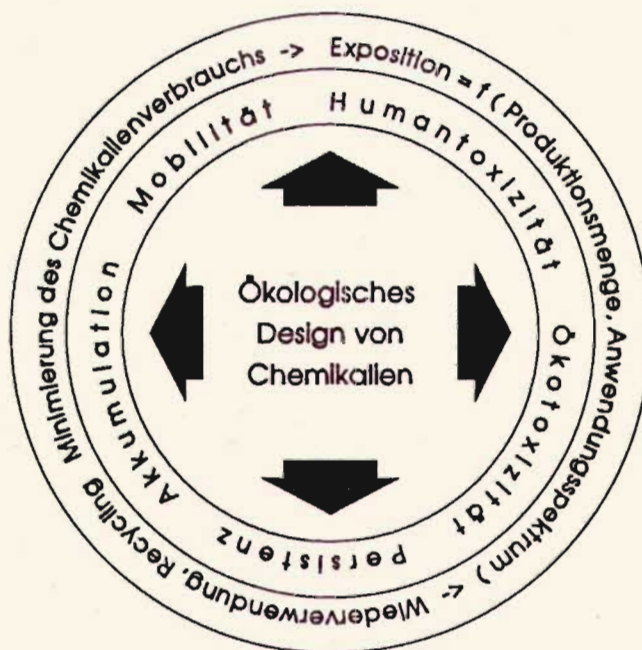 Exposition = f ( Produktionsmenge, Anwendungsspektrum ) <- Wiederverwendung, Recycling Minimierung des Chemikalienverbrauchs ->
Humantoxizität Ökotoxizität Persistenz Akkumulation Mobilität
Ökologisches
Design von
Chemikalien